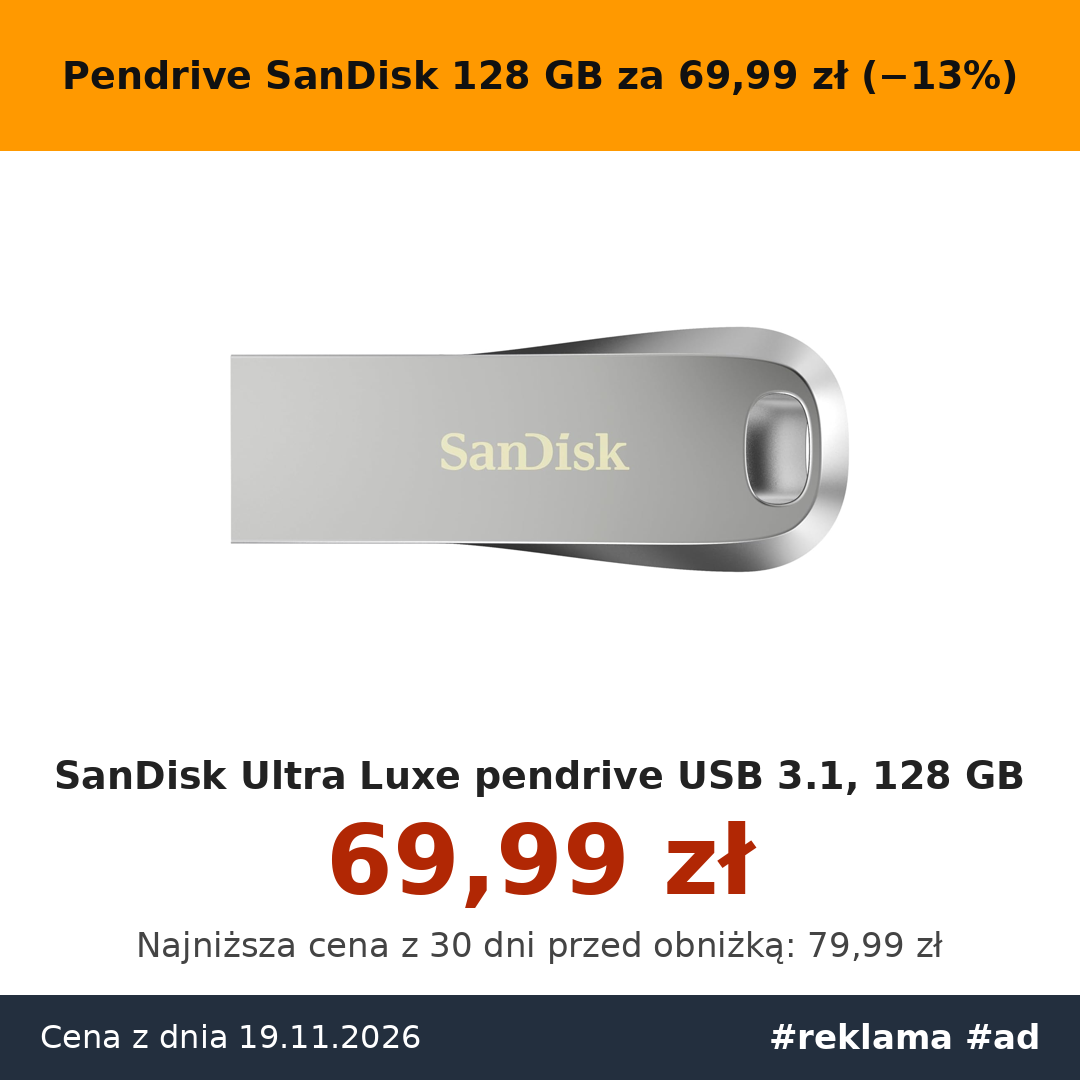 Pendrive SanDisk 128 GB za 69,99 zł (−13%)
SanDisk
SanDisk Ultra Luxe pendrive USB 3.1, 128 GB
69,99 zł
Najniższa cena z 30 dni przed obniżką: 79,99 zł
Cena z dnia 19.11.2026
#reklama #ad